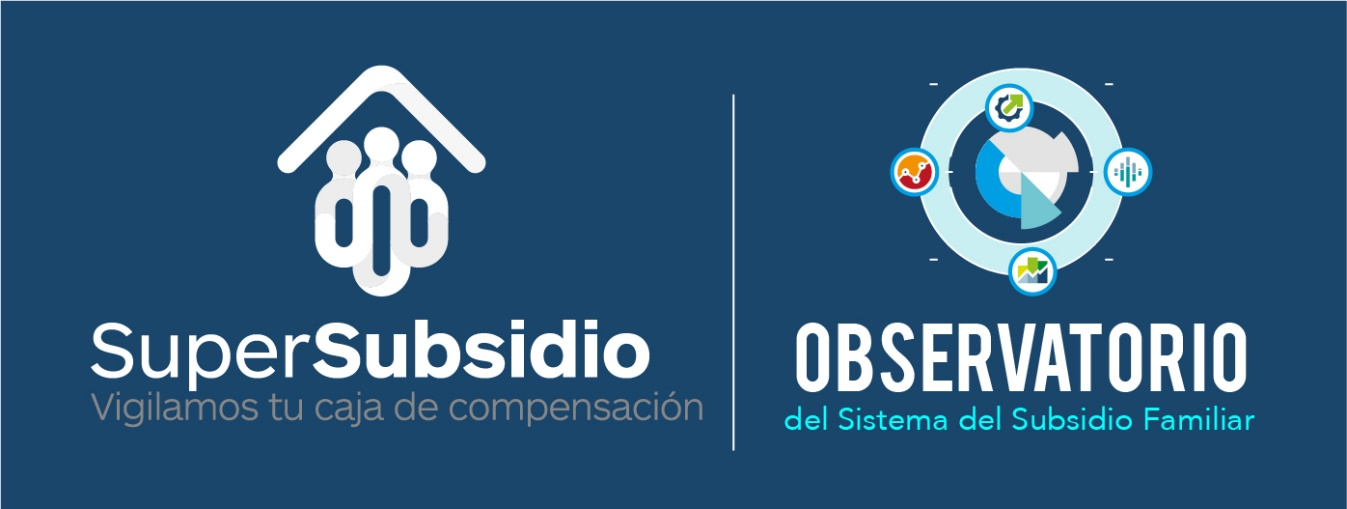 SuperSubsidio
Vigilamos tu caja de compensación
OBSERVATORIO
del Sistema del Subsidio Familiar